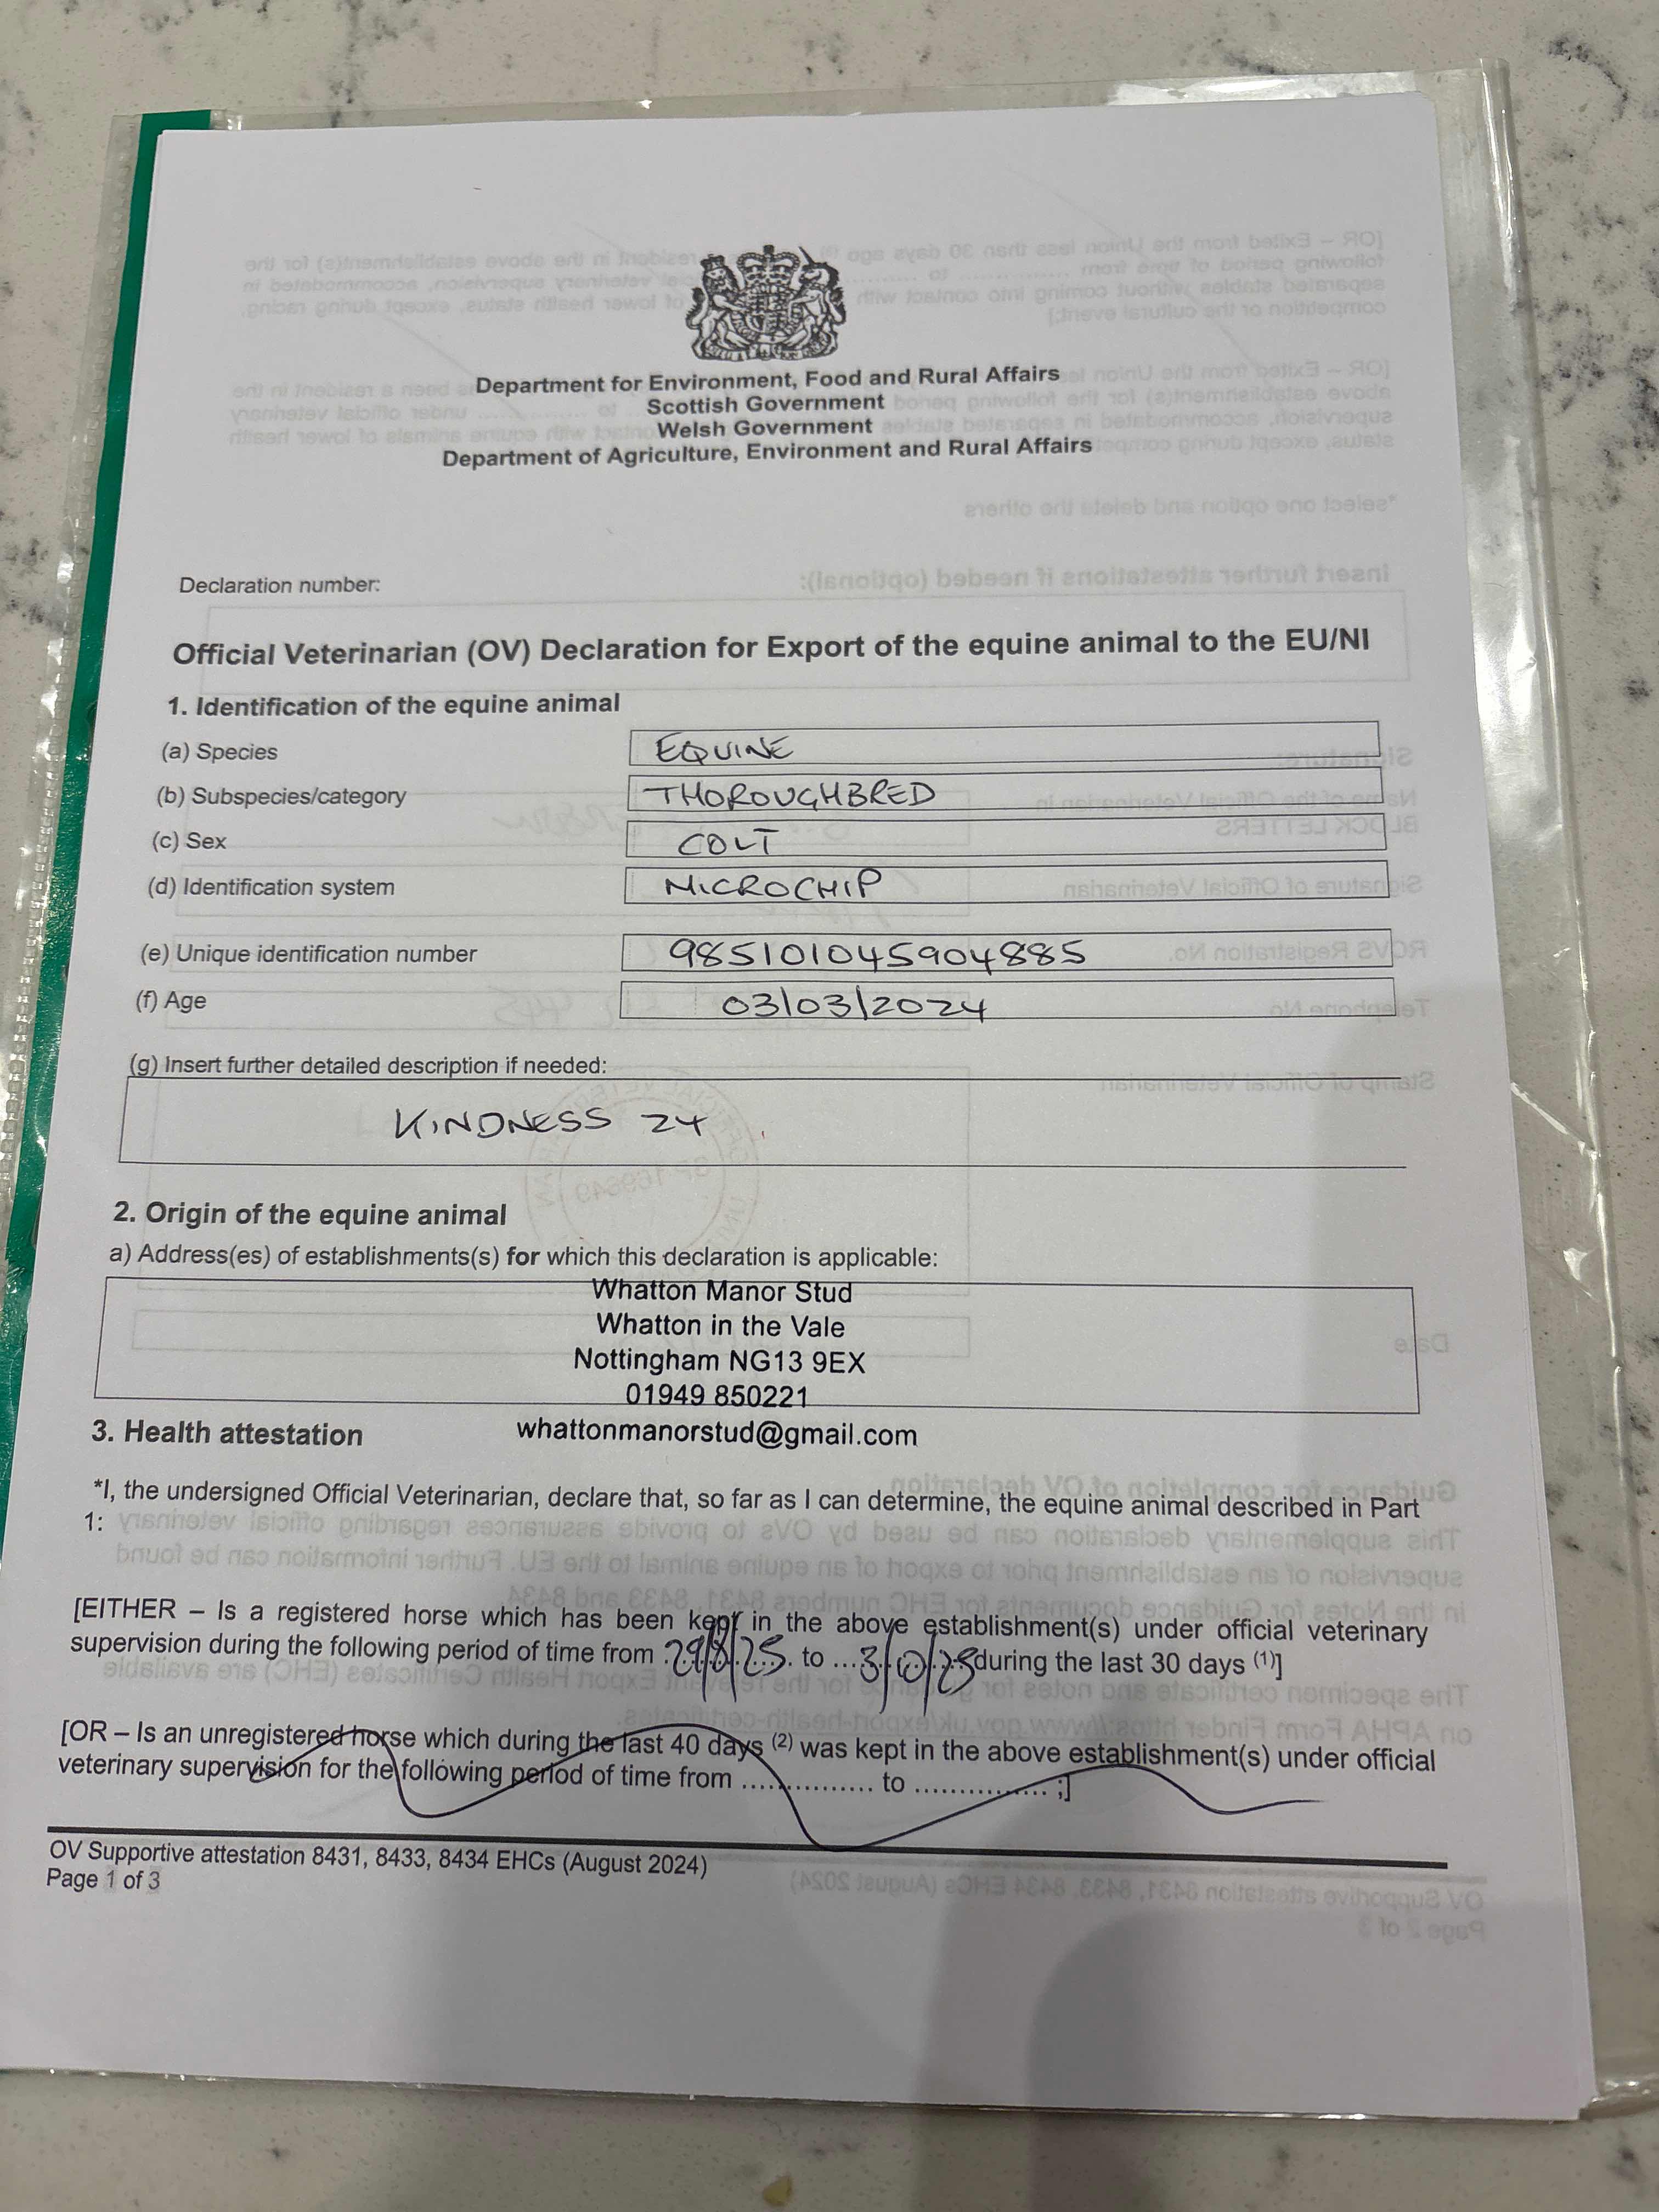 Department for Environment, Food and Rural Affairs
Scottish Government
Welsh Government
Department of Agriculture, Environment and Rural Affairs
Declaration number:
Official Veterinarian (OV) Declaration for Export of the equine animal to the EU/NI
1. Identification of the equine animal
(a) Species EQUINE
(b) Subspecies/category THOROUGHBRED
(c) Sex COLT
(d) Identification system MICROCHIP
(e) Unique identification number 985101045904885
(f) Age 03/03/2024
(g) Insert further detailed description if needed:
KINDNESS 24
2. Origin of the equine animal
a) Address(es) of establishments(s) for which this declaration is applicable:
Whatton Manor Stud
Whatton in the Vale
Nottingham NG13 9EX
01949 850221
whattonmanorstud@gmail.com
3. Health attestation
*I, the undersigned Official Veterinarian, declare that, so far as I can determine, the equine animal described in Part
1:
[EITHER – Is a registered horse which has been kept in the above establishment(s) under official veterinary
supervision during the following period of time from 29/8/25 to 3/10/25 during the last 30 days (1)]
[OR – Is an unregistered horse which during the last 40 days (2) was kept in the above establishment(s) under official
veterinary supervision for the following period of time from ............... to ............... ;]
OV Supportive attestation 8431, 8433, 8434 EHCs (August 2024)
Page 1 of 3